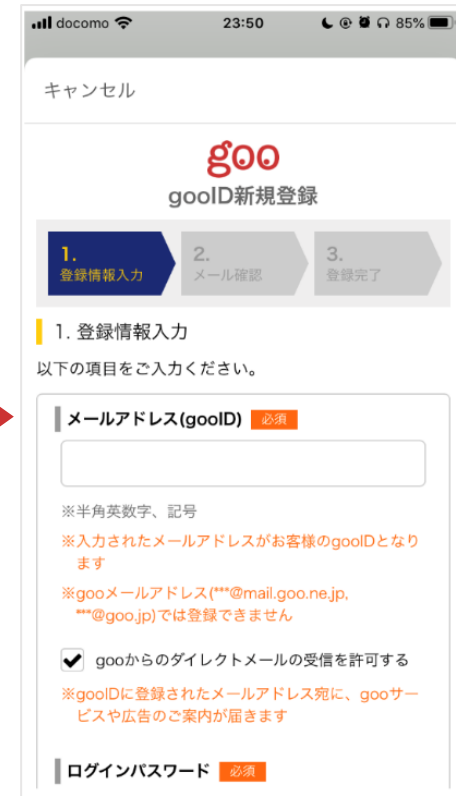 docomo 23:50 85%
キャンセル
goo
gooID新規登録
1. 2. 3.
登録情報入力 メール確認 登録完了
1. 登録情報入力
以下の項目をご入力ください。
メールアドレス(gooID) 必須
※半角英数字、記号
※入力されたメールアドレスがお客様のgooIDとなり
ます
※gooメールアドレス(***@mail.goo.ne.jp,
***@goo.jp)では登録できません
gooからのダイレクトメールの受信を許可する
※gooIDに登録されたメールアドレス宛に、gooサー
ビスや広告のご案内が届きます
ログインパスワード 必須